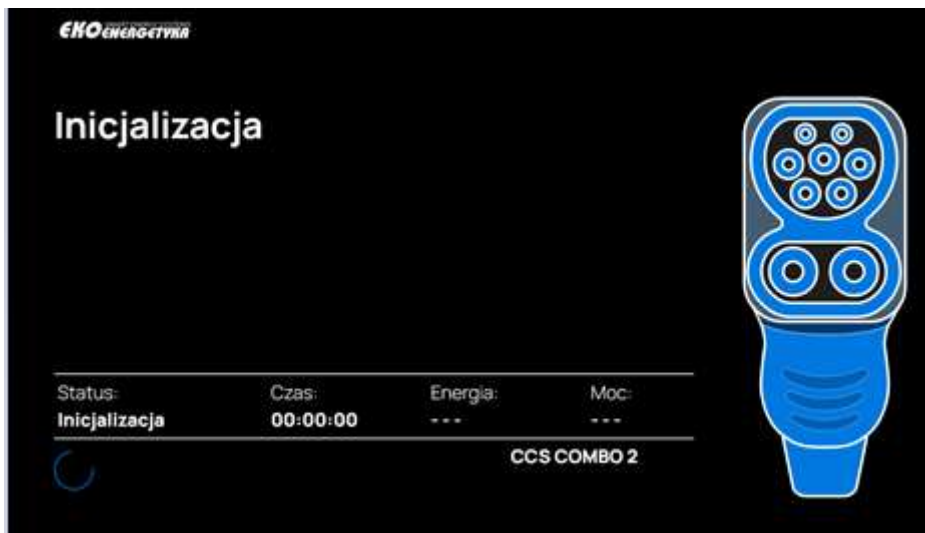 EKOENERGETYKA
Inicjalizacja
Status: Czas: Energia: Moc:
Inicjalizacja 00:00:00 --- ---
CCS COMBO 2